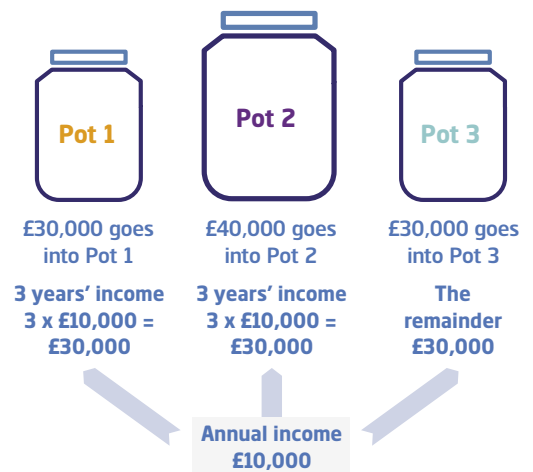 Pot 1
£30,000 goes
into Pot 1
3 years' income
3 x £10,000 =
£30,000
Pot 2
£40,000 goes
into Pot 2
3 years' income
3 x £10,000 =
£30,000
Pot 3
£30,000 goes
into Pot 3
The
remainder
£30,000
Annual income
£10,000